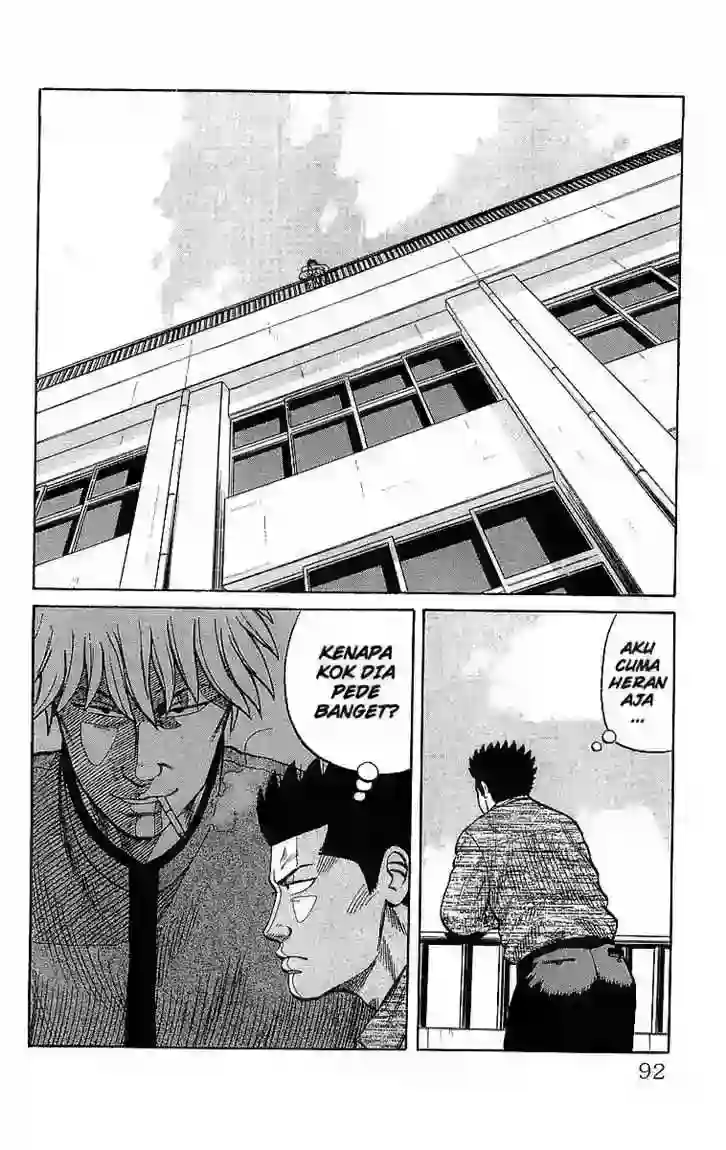 AKU
CUMA
HERAN
AJA
...
KENAPA
KOK DIA
PEDE
BANGET?
92